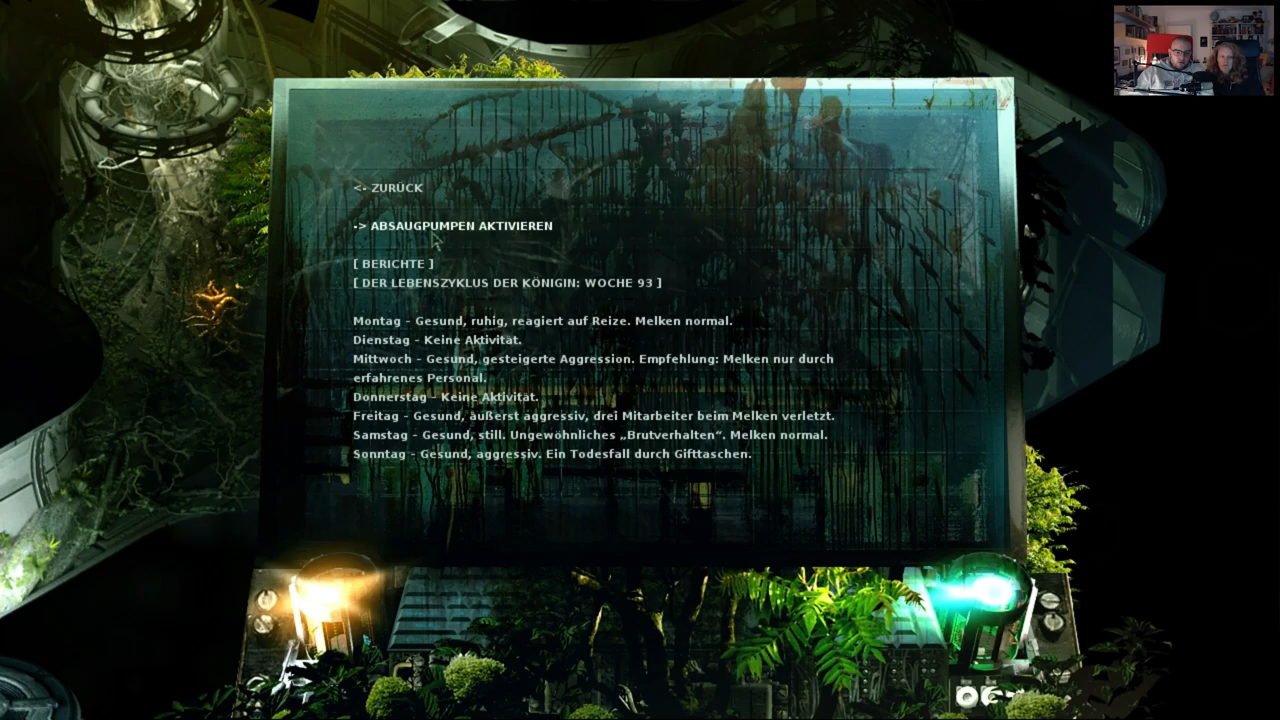 <- ZURÜCK
-> ABSAUGPUMPEN AKTIVIEREN
[ BERICHTE ]
[ DER LEBENSZYKLUS DER KÖNIGIN: WOCHE 93 ]
Montag – Gesund, ruhig, reagiert auf Reize. Melken normal.
Dienstag – Keine Aktivität.
Mittwoch – Gesund, gesteigerte Aggression. Empfehlung: Melken nur durch
erfahrenes Personal.
Donnerstag – Keine Aktivität.
Freitag – Gesund, äußerst aggressiv, drei Mitarbeiter beim Melken verletzt.
Samstag – Gesund, still. Ungewöhnliches „Brutverhalten“. Melken normal.
Sonntag – Gesund, aggressiv. Ein Todesfall durch Gifttaschen.